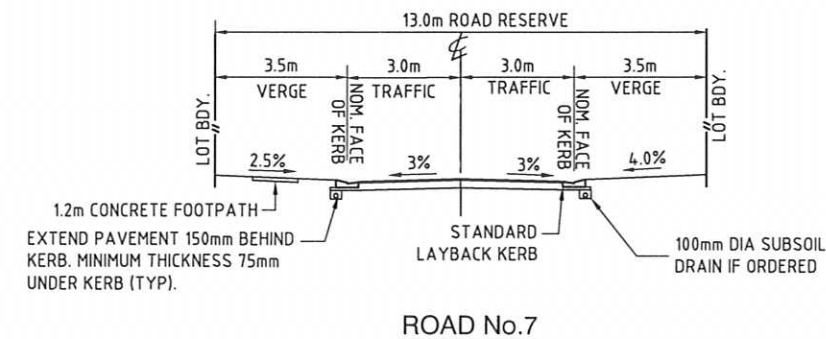 13.0m ROAD RESERVE
℄
3.5m
3.0m
3.0m
3.5m
VERGE
TRAFFIC
TRAFFIC
VERGE
LOT BDY.
NOM. FACE
OF KERB
NOM. FACE
OF KERB
LOT BDY.
2.5%
3%
3%
4.0%
1.2m CONCRETE FOOTPATH
EXTEND PAVEMENT 150mm BEHIND
KERB. MINIMUM THICKNESS 75mm
UNDER KERB (TYP).
STANDARD
LAYBACK KERB
100mm DIA SUBSOIL
DRAIN IF ORDERED
ROAD No.7